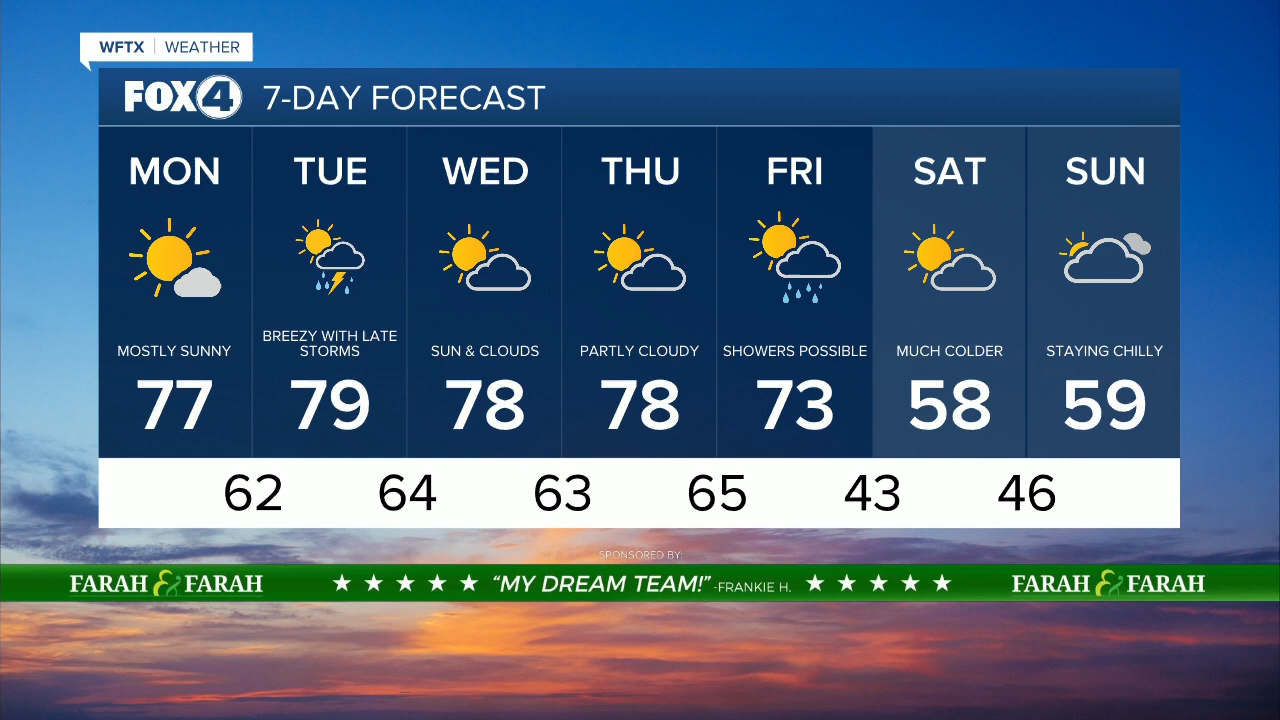 WFTX | WEATHER
FOX 4 7-DAY FORECAST
MON TUE WED THU FRI SAT SUN
MOSTLY SUNNY
BREEZY WITH LATE
STORMS
SUN & CLOUDS
PARTLY CLOUDY
SHOWERS POSSIBLE
MUCH COLDER
STAYING CHILLY
77 79 78 78 73 58 59
62 64 63 65 43 46
SPONSORED BY:
FARAH & FARAH ★ ★ ★ ★ ★ “MY DREAM TEAM!” -FRANKIE H. ★ ★ ★ ★ ★ FARAH & FARAH